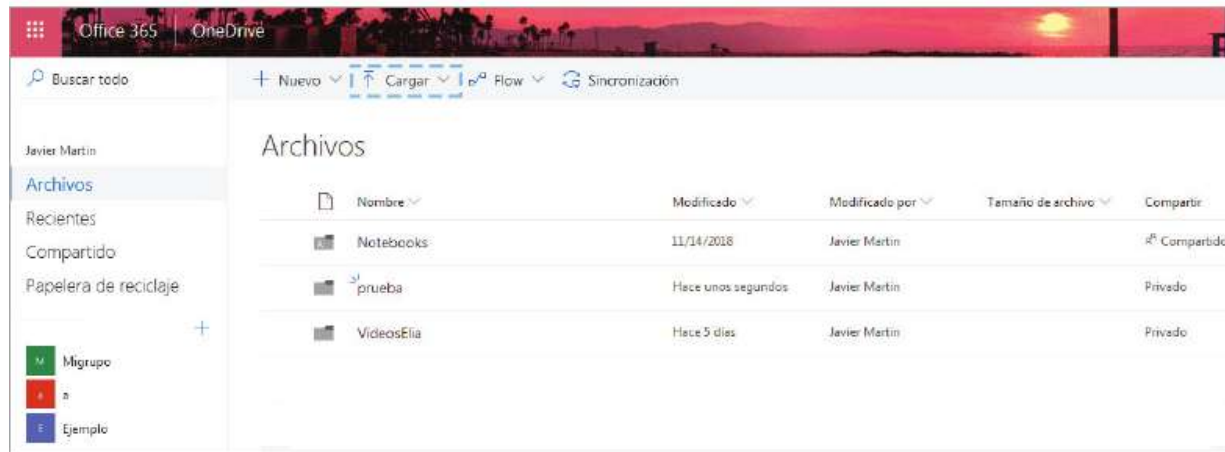 Office 365 OneDrive
Buscar todo
Nuevo Cargar Flow Sincronización
Javier Martin
Archivos
Recientes
Compartido
Papelera de reciclaje
M Migrupo
a a
E Ejemplo
Archivos
Nombre Modificado Modificado por Tamaño de archivo Compartir
Notebooks 11/14/2018 Javier Martin Compartido
prueba Hace unos segundos Javier Martin Privado
VideosElia Hace 5 días Javier Martin Privado